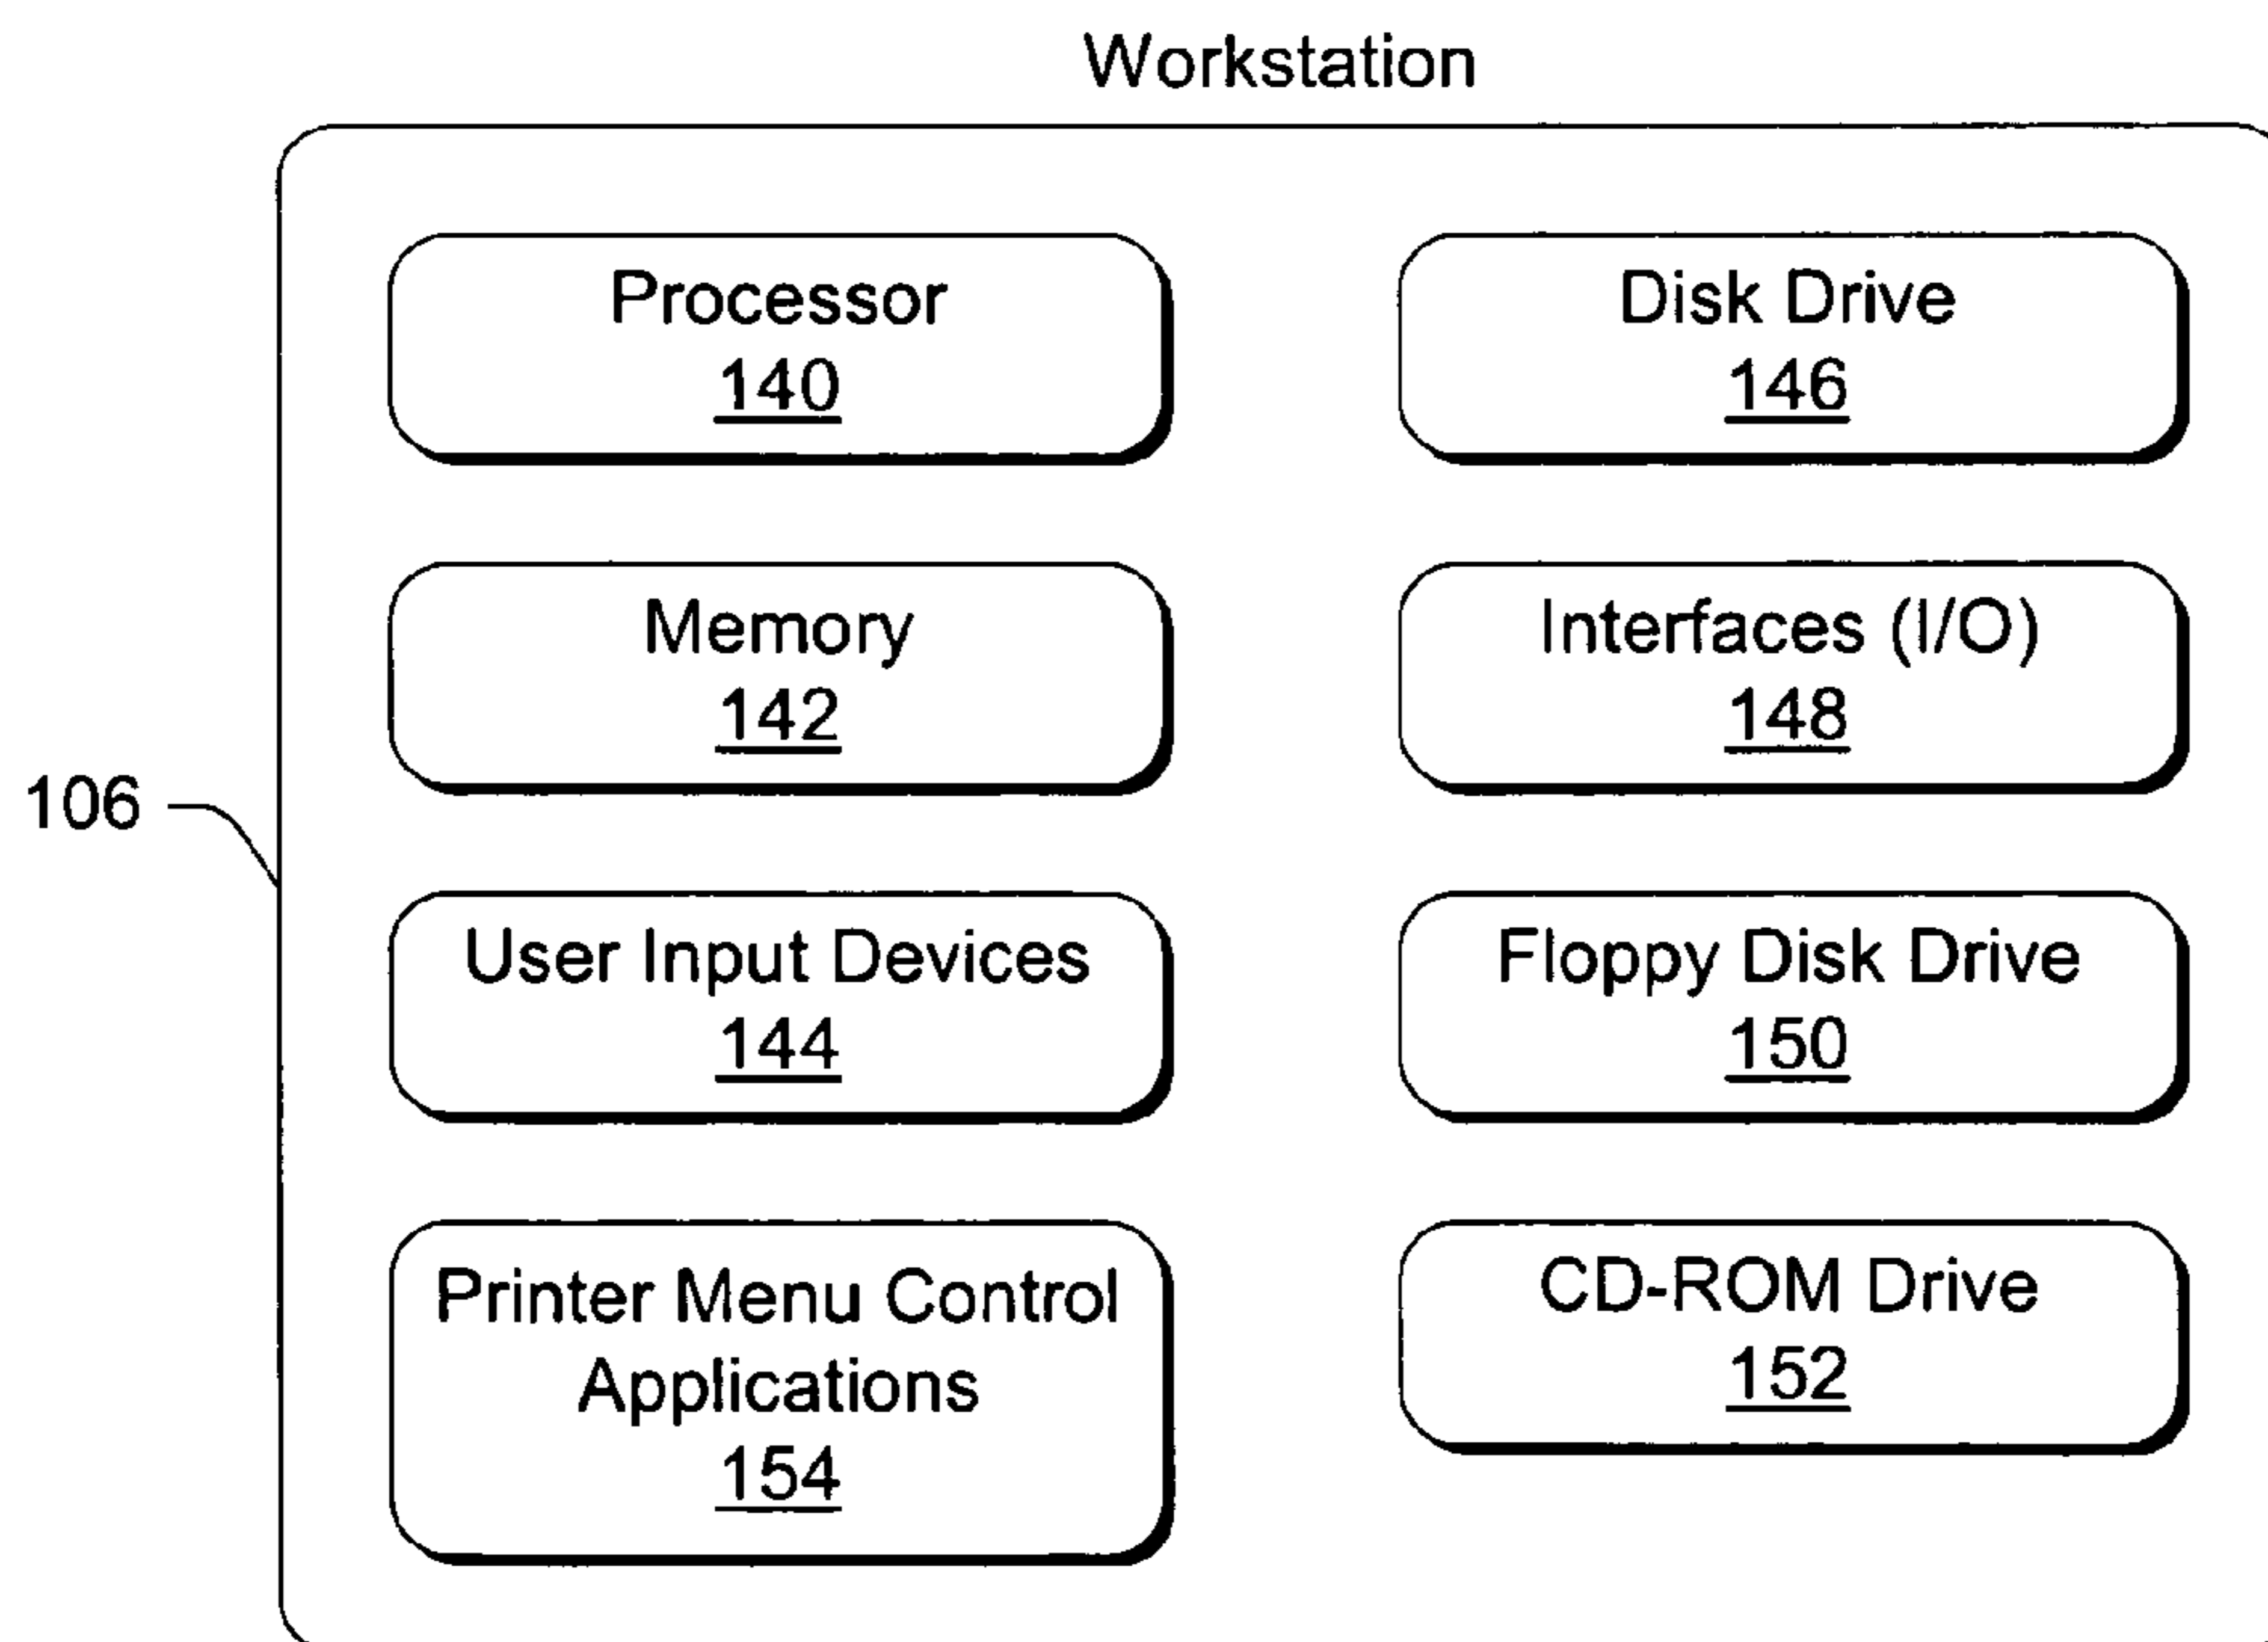 Workstation
Processor
140
Disk Drive
146
Memory
142
Interfaces (I/O)
148
106
User Input Devices
144
Floppy Disk Drive
150
Printer Menu Control
Applications
154
CD-ROM Drive
152